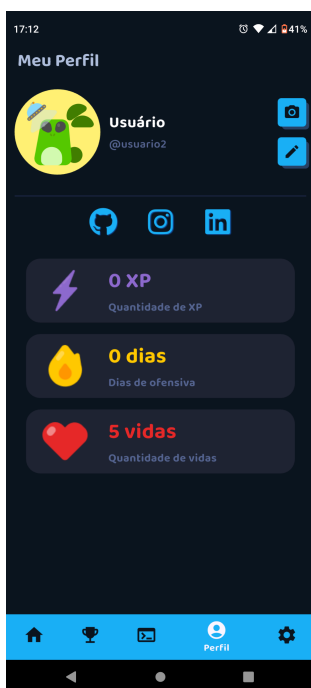 17:12
41%
Meu Perfil
Usuário
@usuario2
in
0 XP
Quantidade de XP
0 dias
Dias de ofensiva
5 vidas
Quantidade de vidas
Perfil